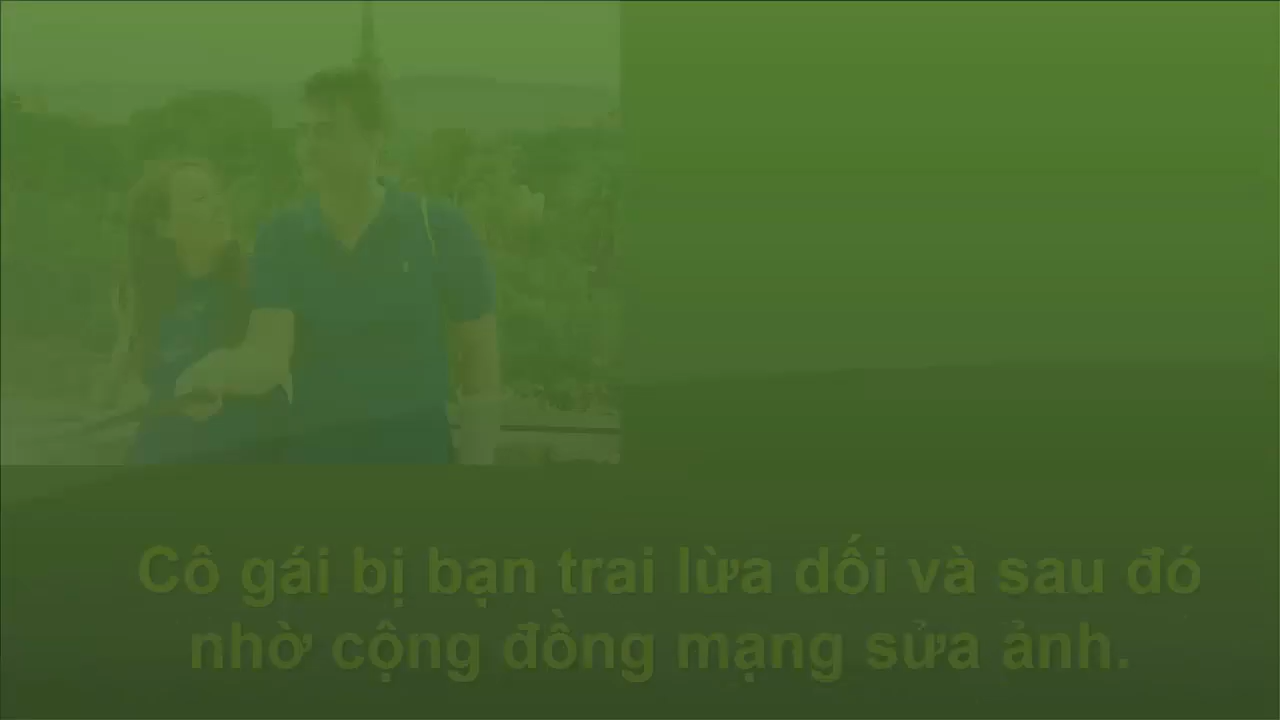 Cô gái bị bạn trai lừa dối và sau đó
nhờ cộng đồng mạng sửa ảnh.